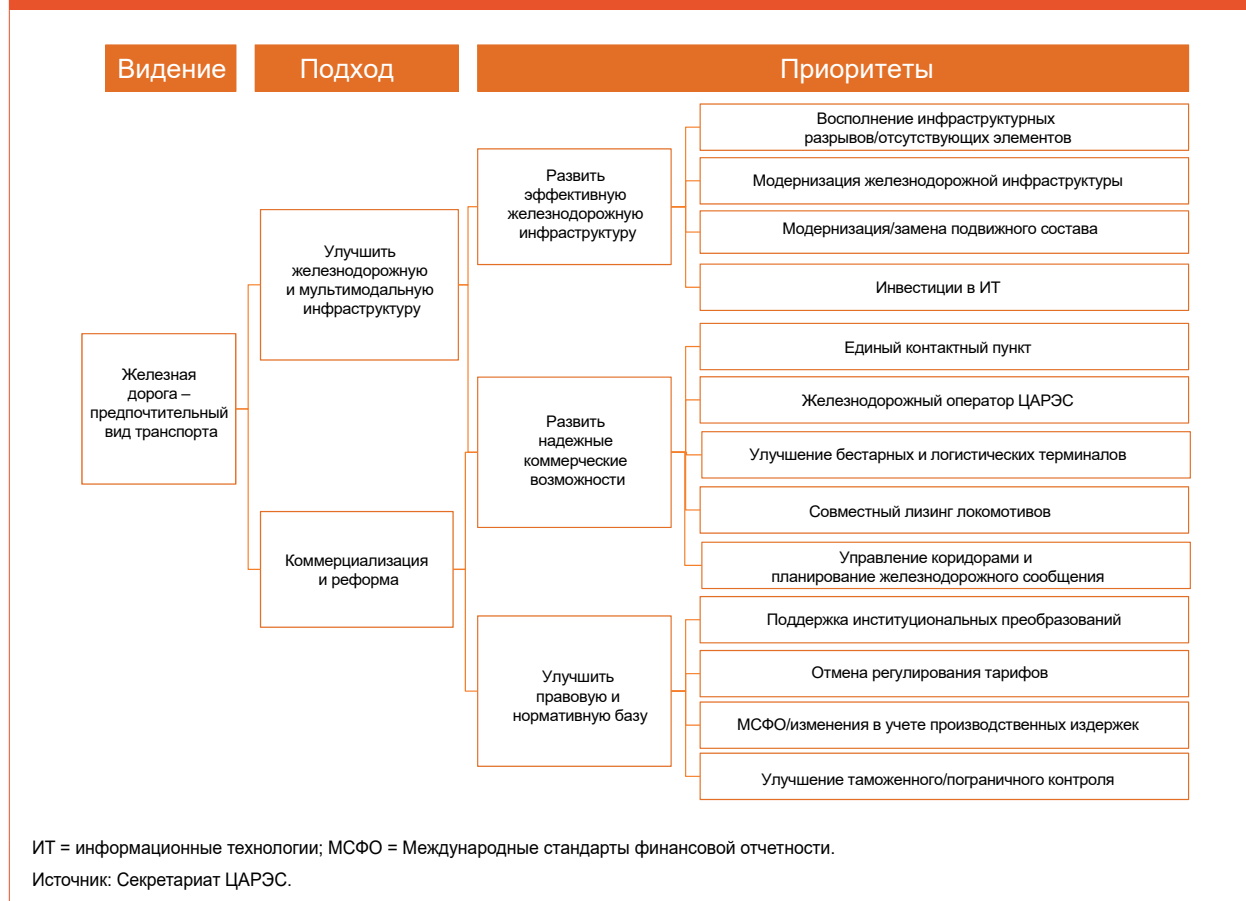 Видение
Подход
Приоритеты
Железная
дорога –
предпочтительный
вид транспорта
Улучшить
железнодорожную
и мультимодальную
инфраструктуру
Коммерциализация
и реформа
Развить
эффективную
железнодорожную
инфраструктуру
Восполнение инфраструктурных
разрывов/отсутствующих элементов
Модернизация железнодорожной инфраструктуры
Модернизация/замена подвижного состава
Инвестиции в ИТ
Развить
надежные
коммерческие
возможности
Единый контактный пункт
Железнодорожный оператор ЦАРЭС
Улучшение бестарных и логистических терминалов
Совместный лизинг локомотивов
Управление коридорами и
планирование железнодорожного сообщения
Улучшить
правовую и
нормативную базу
Поддержка институциональных преобразований
Отмена регулирования тарифов
МСФО/изменения в учете производственных издержек
Улучшение таможенного/пограничного контроля
ИТ = информационные технологии; МСФО = Международные стандарты финансовой отчетности.
Источник: Секретариат ЦАРЭС.